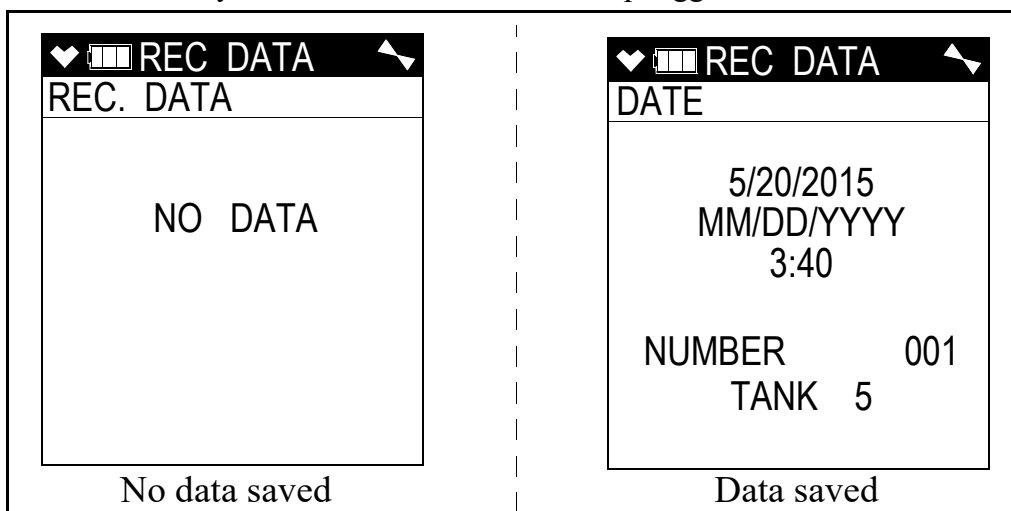 REC DATA
REC. DATA
NO DATA
No data saved
REC DATA
DATE
5/20/2015
MM/DD/YYYY
3:40
NUMBER 001
TANK 5
Data saved